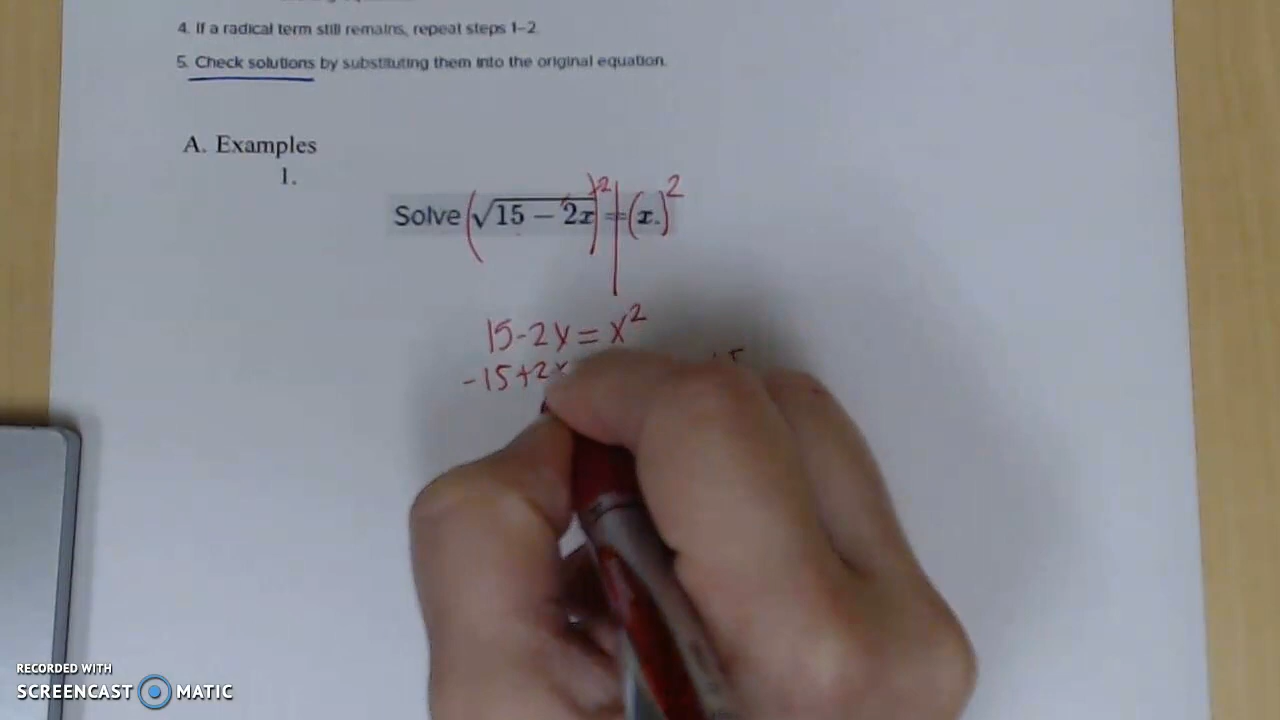 4. If a radical term still remains, repeat steps 1–2.
5. Check solutions by substituting them into the original equation.
A. Examples
1.
Solve (√15 − 2x)² = (x.)²
15-2x = x²
-15+2x
RECORDED WITH
SCREENCAST MATIC